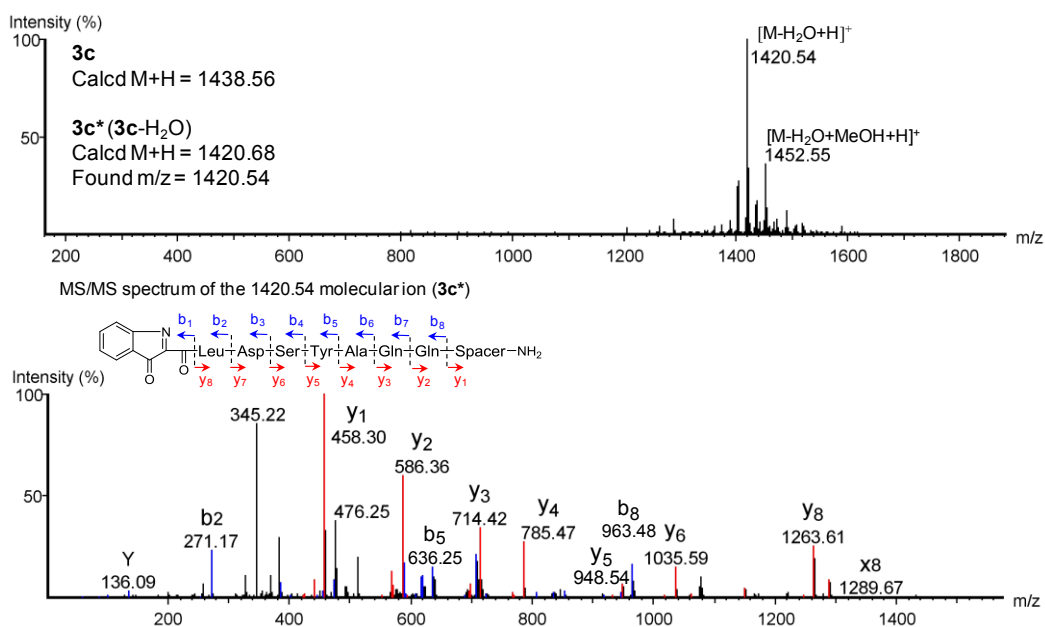 Intensity (%)
100
50
3c
Calcd M+H = 1438.56
3c* (3c-H₂O)
Calcd M+H = 1420.68
Found m/z = 1420.54
[M-H₂O+H]⁺
1420.54
[M-H₂O+MeOH+H]⁺
1452.55
200 400 600 800 1000 1200 1400 1600 1800 m/z
MS/MS spectrum of the 1420.54 molecular ion (3c*)
b₁ b₂ b₃ b₄ b₅ b₆ b₇ b₈
N
O O Leu Asp Ser Tyr Ala Gln Gln Spacer NH₂
y₈ y₇ y₆ y₅ y₄ y₃ y₂ y₁
Intensity (%)
100
50
Y
136.09
b2
271.17
345.22
y₁
458.30
476.25
y₂
586.36
b₅
636.25
y₃
714.42
y₄
785.47
y₅
948.54
b₈
963.48
y₆
1035.59
y₈
1263.61
x₈
1289.67
200 400 600 800 1000 1200 1400 m/z